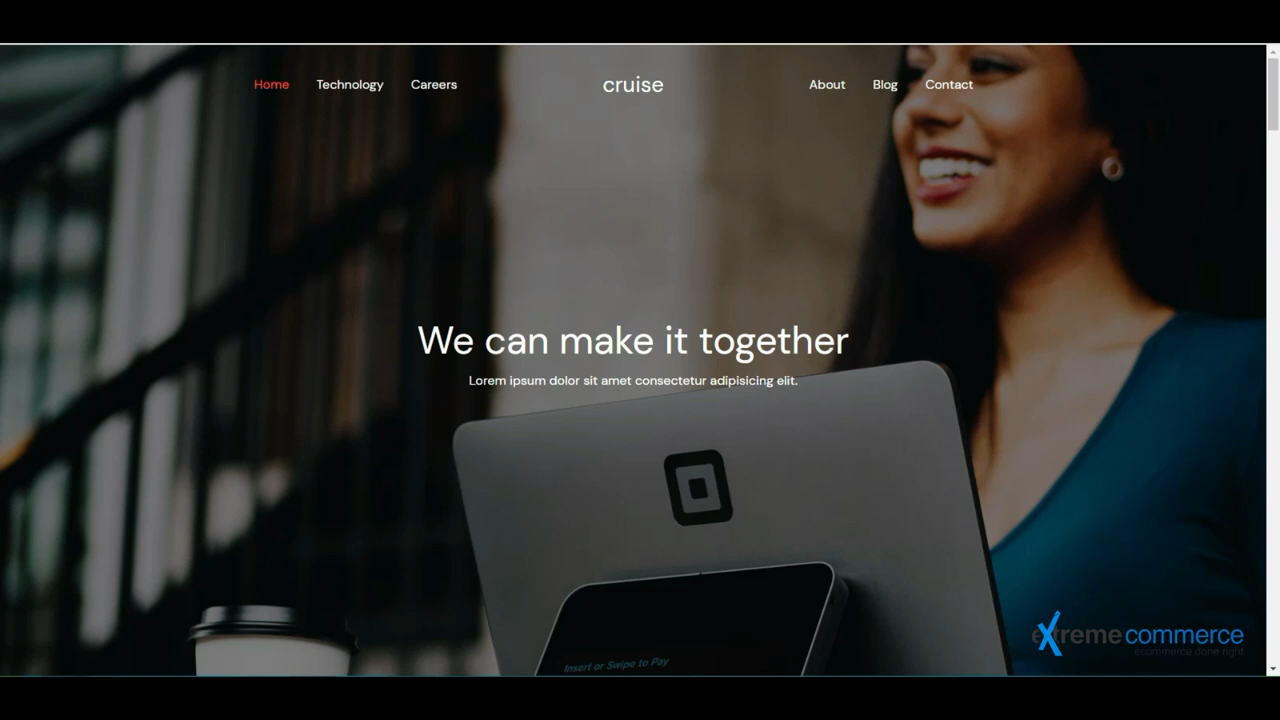 Home Technology Careers cruise About Blog Contact
We can make it together
Lorem ipsum dolor sit amet consectetur adipisicing elit.
Insert or Swipe to Pay
extreme commerce
ecommerce done right